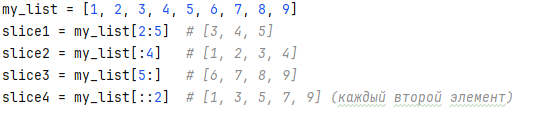 my_list = [1, 2, 3, 4, 5, 6, 7, 8, 9]
slice1 = my_list[2:5]  # [3, 4, 5]
slice2 = my_list[:4]  # [1, 2, 3, 4]
slice3 = my_list[5:]  # [6, 7, 8, 9]
slice4 = my_list[::2]  # [1, 3, 5, 7, 9] (каждый второй элемент)